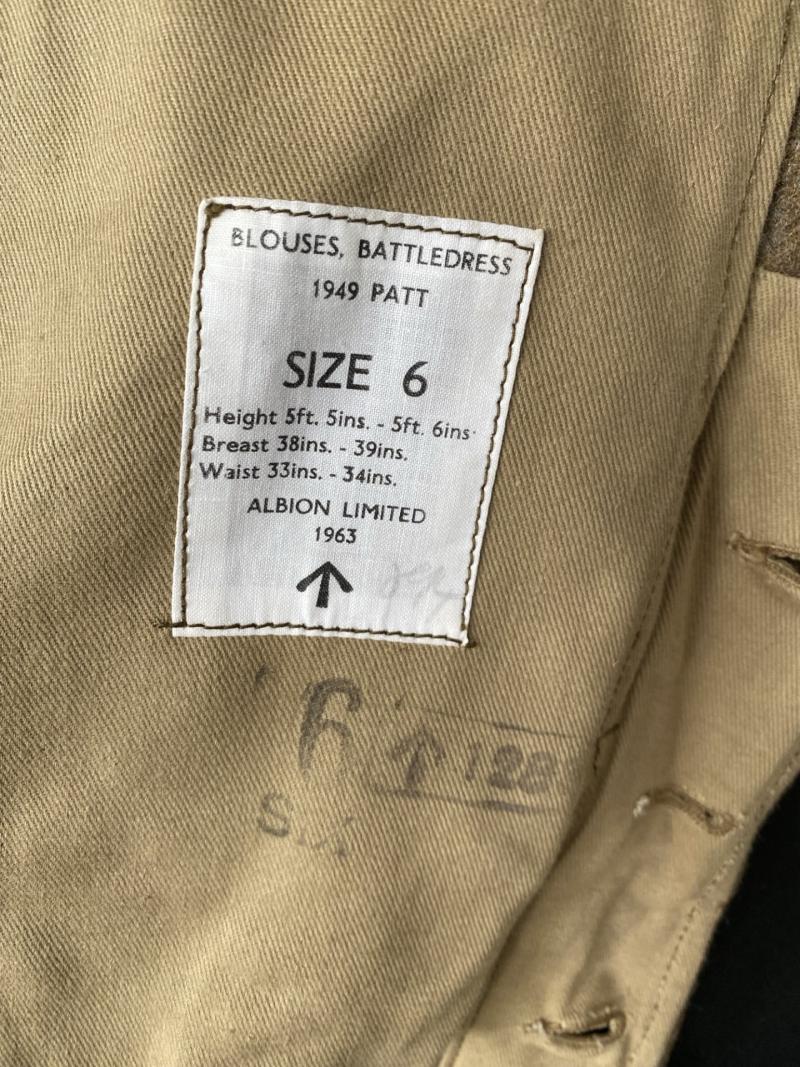 BLOUSES, BATTLEDRESS
1949 PATT
SIZE 6
Height 5ft. 5ins. - 5ft. 6ins.
Breast 38ins. - 39ins.
Waist 33ins. - 34ins.
ALBION LIMITED
1963
6
128